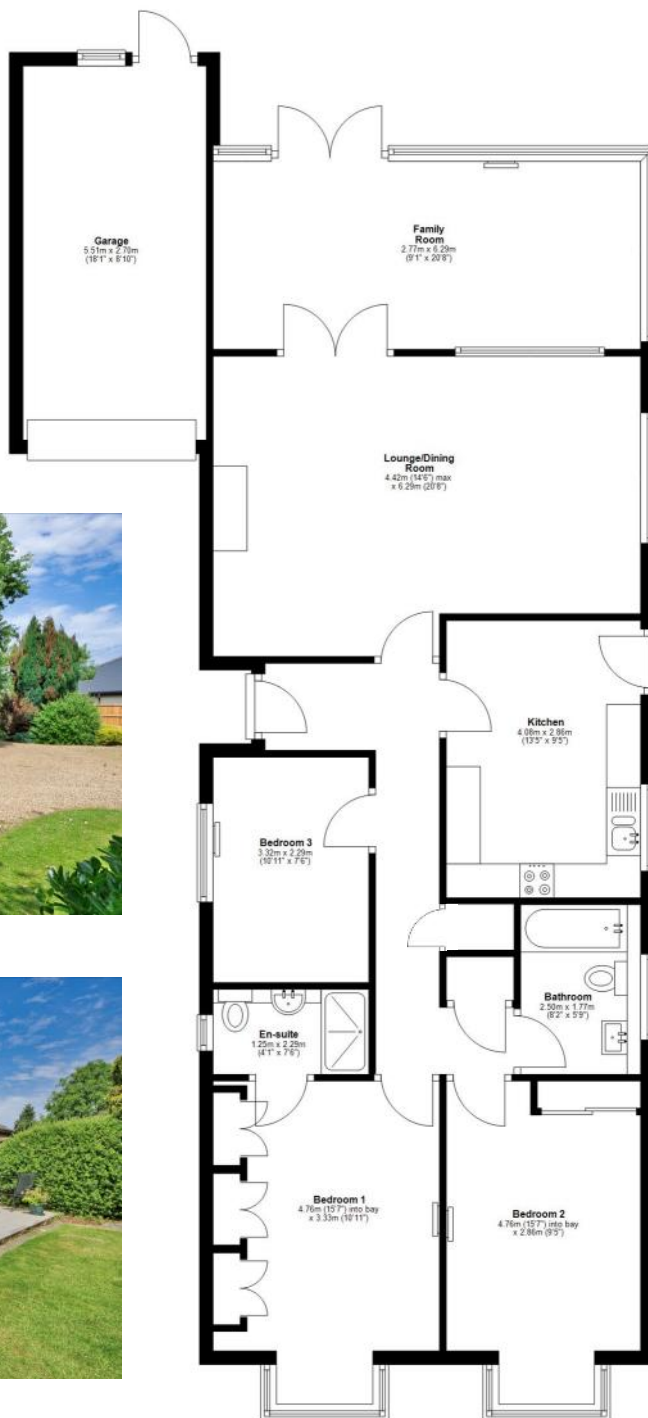 Garage
5.51m x 2.70m
(18'1" x 8'10")
Family
Room
2.77m x 6.29m
(9'1" x 20'8")
Lounge/Dining
Room
4.42m (14'6") max
x 6.29m (20'8")
Kitchen
4.08m x 2.86m
(13'5" x 9'5")
Bedroom 3
3.32m x 2.29m
(10'11" x 7'6")
Bathroom
2.50m x 1.77m
(8'2" x 5'9")
En-suite
1.25m x 2.29m
(4'1" x 7'6")
Bedroom 1
4.76m (15'7") into bay
x 3.33m (10'11")
Bedroom 2
4.76m (15'7") into bay
x 2.86m (9'5")